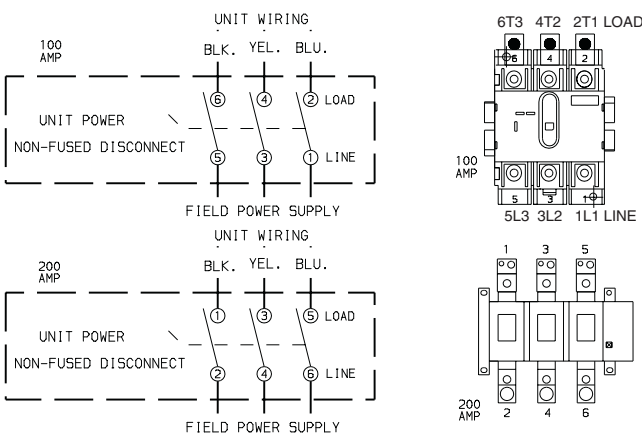 UNIT WIRING
100
AMP
BLK. YEL. BLU.
6 4 2 LOAD
UNIT POWER
NON-FUSED DISCONNECT
5 3 1 LINE
FIELD POWER SUPPLY
6T3 4T2 2T1 LOAD
6 4 2
100
AMP
5 3 1
5L3 3L2 1L1 LINE
UNIT WIRING
200
AMP
BLK. YEL. BLU.
1 3 5 LOAD
UNIT POWER
NON-FUSED DISCONNECT
2 4 6 LINE
FIELD POWER SUPPLY
1 3 5
200
AMP
2 4 6